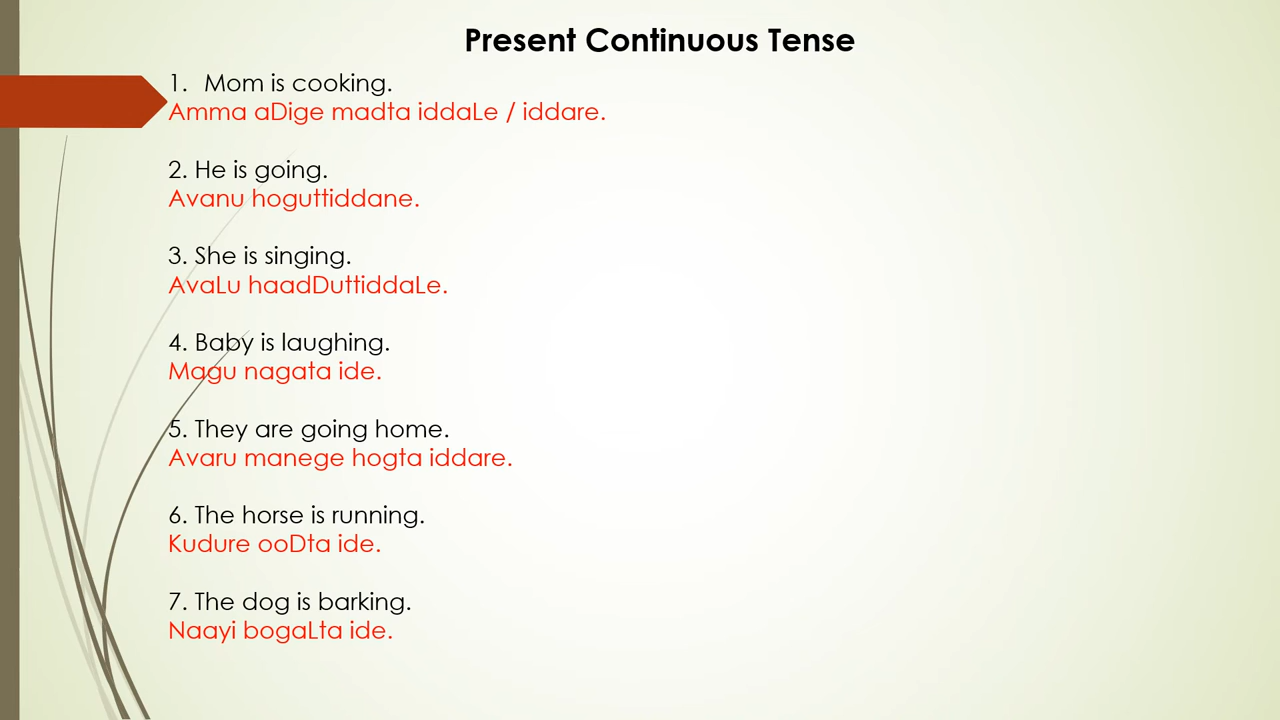 Present Continuous Tense
1. Mom is cooking.
Amma aDige madta iddaLe / iddare.
2. He is going.
Avanu hoguttiddane.
3. She is singing.
AvaLu haadDuttiddaLe.
4. Baby is laughing.
Magu nagata ide.
5. They are going home.
Avaru manege hogta iddare.
6. The horse is running.
Kudure ooDta ide.
7. The dog is barking.
Naayi bogaLta ide.